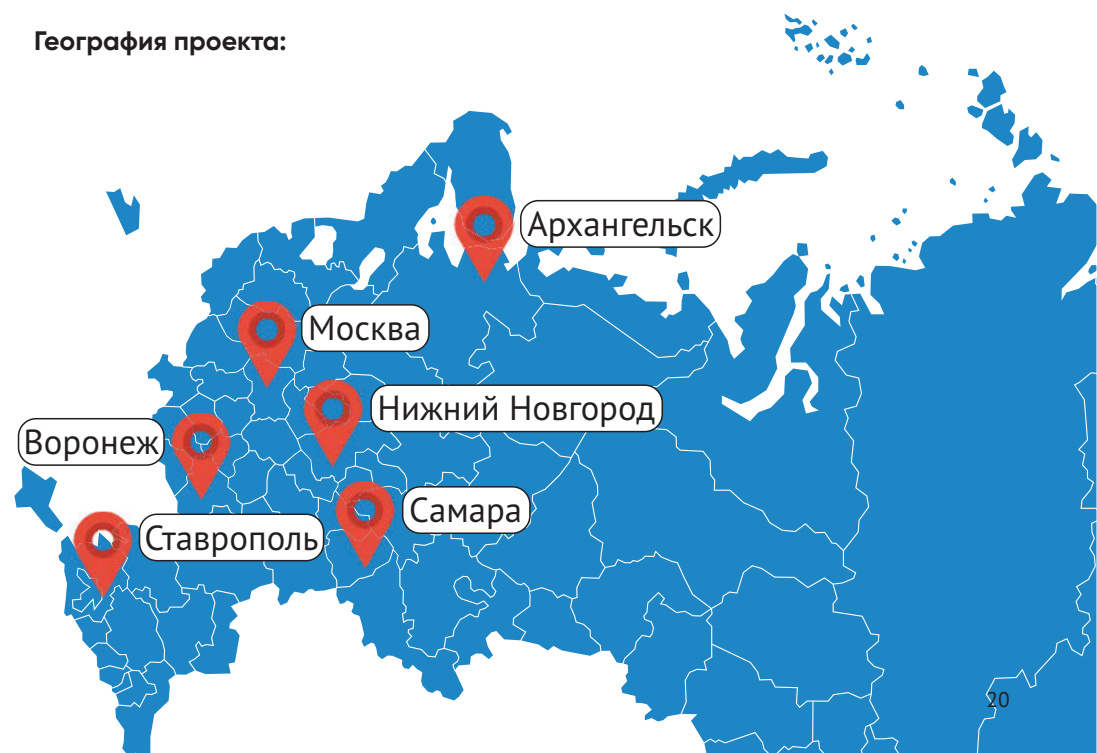 География проекта:
Архангельск
Москва
Нижний Новгород
Воронеж
Самара
Ставрополь
20